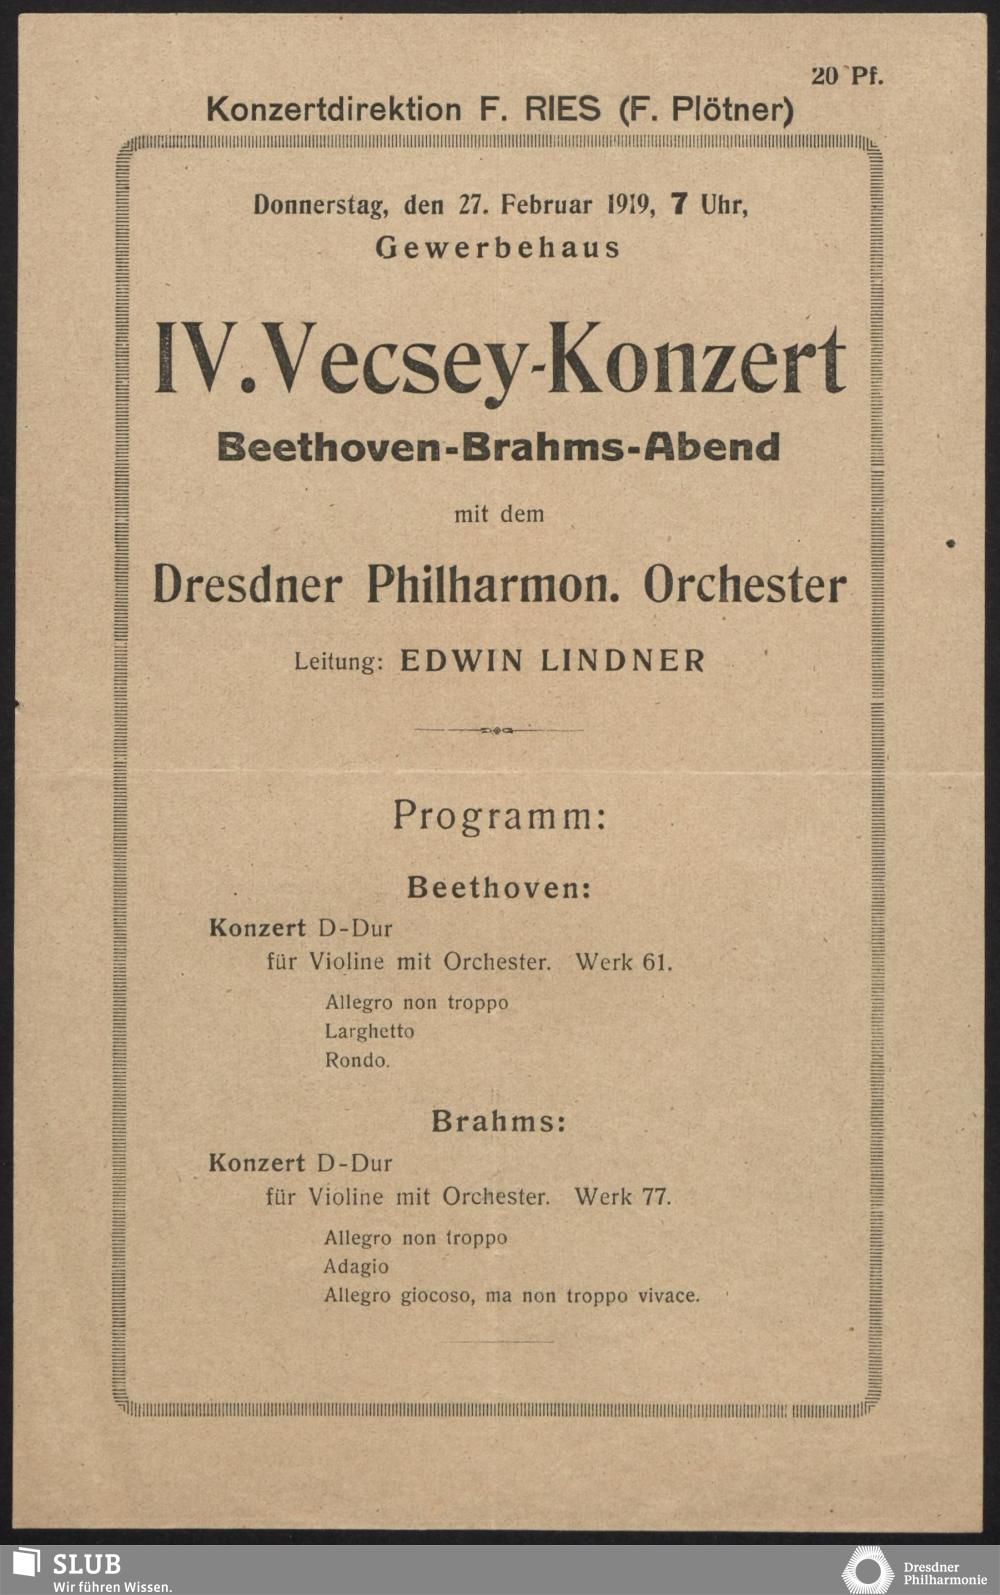 20 Pf.
Konzertdirektion F. RIES (F. Plötner)
Donnerstag, den 27. Februar 1919, 7 Uhr,
Gewerbehaus
IV. Vecsey-Konzert
Beethoven-Brahms-Abend
mit dem
Dresdner Philharmon. Orchester
Leitung: EDWIN LINDNER
Programm:
Beethoven:
Konzert D-Dur
für Violine mit Orchester. Werk 61.
Allegro non troppo
Larghetto
Rondo.
Brahms:
Konzert D-Dur
für Violine mit Orchester. Werk 77.
Allegro non troppo
Adagio
Allegro giocoso, ma non troppo vivace.
SLUB
Wir führen Wissen.
Dresdner
Philharmonie